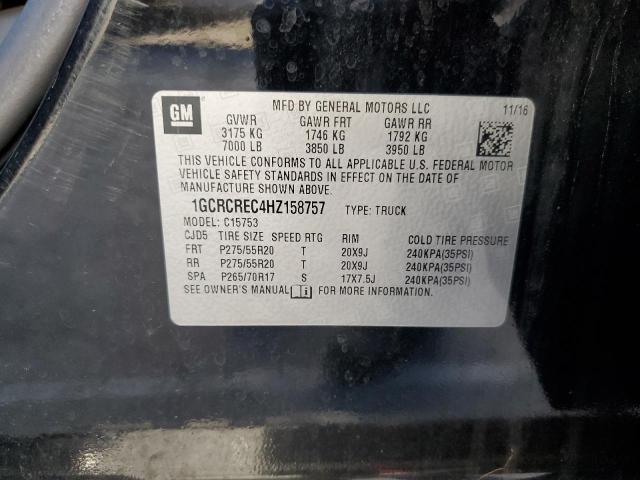 GM
MFD BY GENERAL MOTORS LLC 11/16
GVWR GAWR FRT GAWR RR
3175 KG 1746 KG 1792 KG
7000 LB 3850 LB 3950 LB
THIS VEHICLE CONFORMS TO ALL APPLICABLE U.S. FEDERAL MOTOR
VEHICLE SAFETY STANDARDS IN EFFECT ON THE DATE OF
MANUFACTURE SHOWN ABOVE.
1GCRCREC4HZ158757 TYPE: TRUCK
MODEL: C15753
CJD5 TIRE SIZE SPEED RTG RIM COLD TIRE PRESSURE
FRT P275/55R20 T 20X9J 240KPA(35PSI)
RR P275/55R20 T 20X9J 240KPA(35PSI)
SPA P265/70R17 S 17X7.5J 240KPA(35PSI)
SEE OWNER'S MANUAL i FOR MORE INFORMATION.